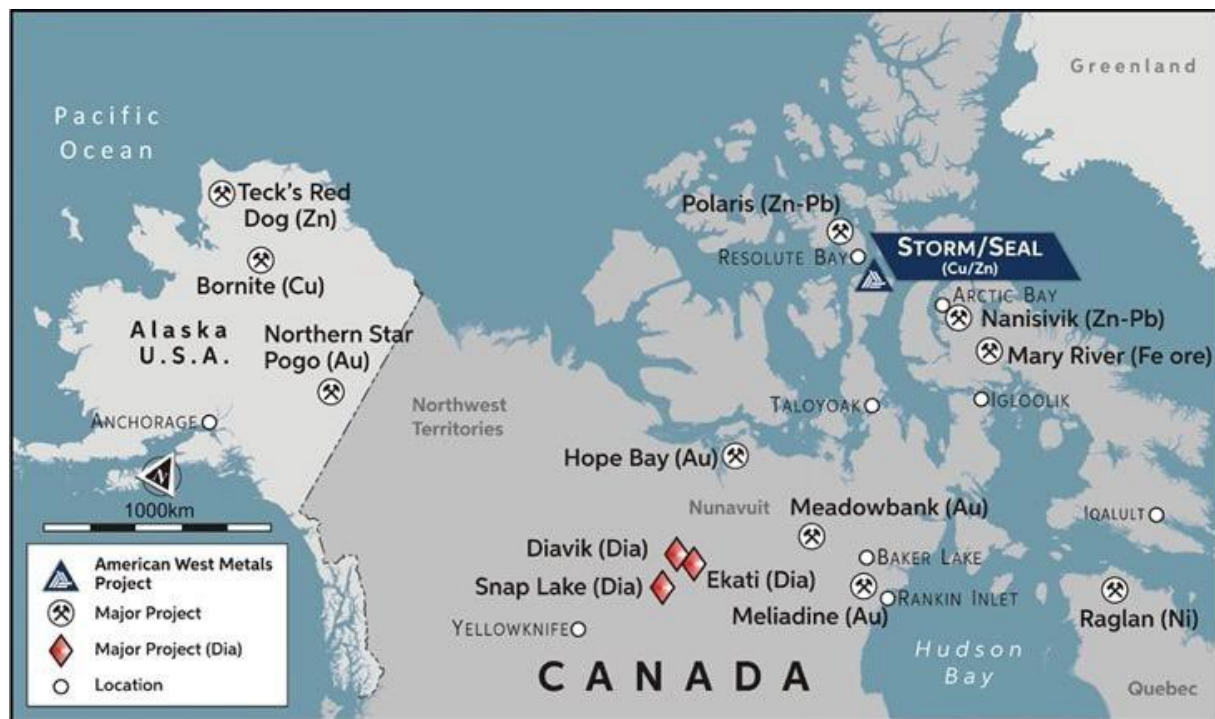 Pacific
Ocean
Greenland
Teck's Red
Dog (Zn)
Bornite (Cu)
Alaska
U.S.A.
Northern Star
Pogo (Au)
ANCHORAGE
N
1000km
Polaris (Zn-Pb)
RESOLUTE BAY
STORM/SEAL
(Cu/Zn)
ARCTIC BAY
Nanisivik (Zn-Pb)
Mary River (Fe ore)
Northwest
Territories
TALOYOAK
IGLOOLIK
Hope Bay (Au)
Nunavuit
Meadowbank (Au)
IQALULT
Diavik (Dia)
Ekati (Dia)
Snap Lake (Dia)
BAKER LAKE
Meliadine (Au)
RANKIN INLET
Raglan (Ni)
YELLOWKNIFE
CANADA
Hudson
Bay
Quebec
American West Metals
Project
Major Project
Major Project (Dia)
Location